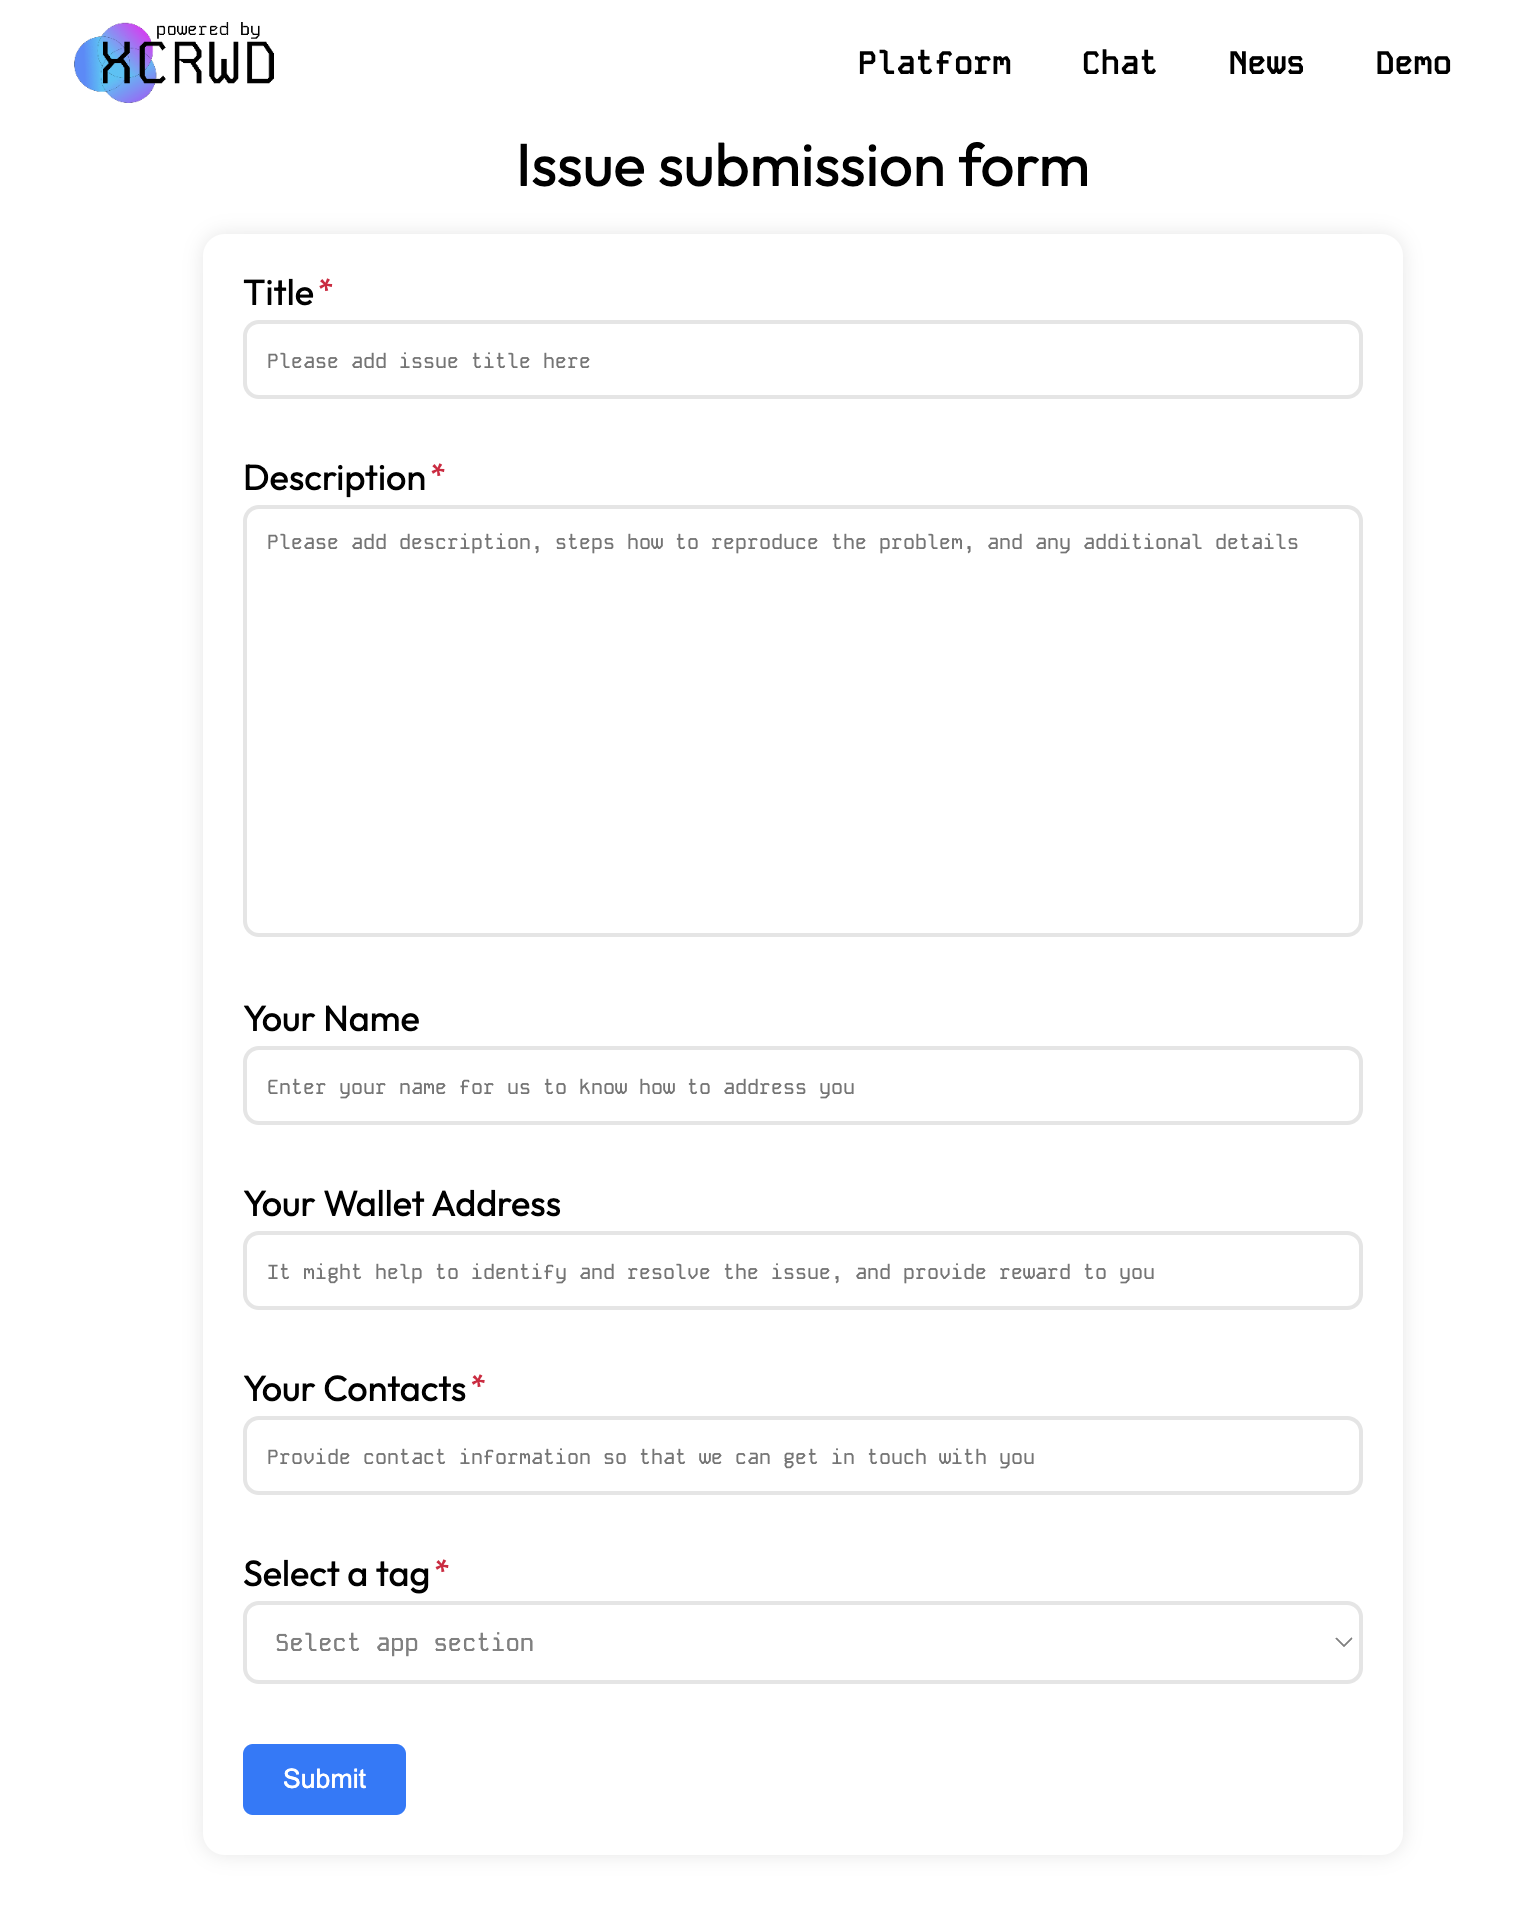 powered by
XCRWD
Platform Chat News Demo
Issue submission form
Title *
Please add issue title here
Description *
Please add description, steps how to reproduce the problem, and any additional details
Your Name
Enter your name for us to know how to address you
Your Wallet Address
It might help to identify and resolve the issue, and provide reward to you
Your Contacts *
Provide contact information so that we can get in touch with you
Select a tag *
Select app section
Submit